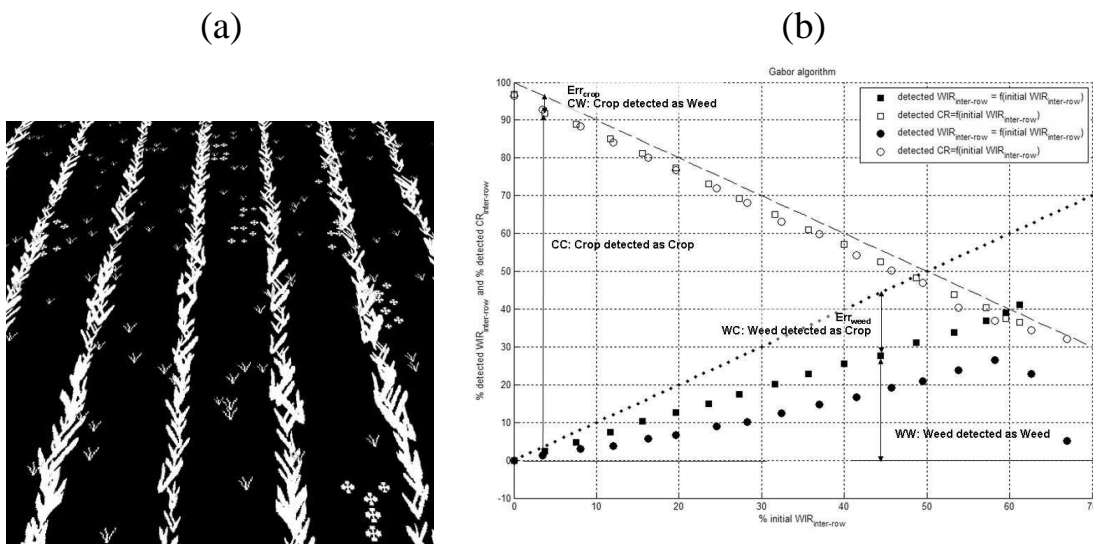 (a)
(b)
Gabor algorithm
Err_crop
CW: Crop detected as Weed
detected WIR_inter-row = f(initial WIR_inter-row)
detected CR=f(initial WIR_inter-row)
detected WIR_inter-row = f(initial WIR_inter-row)
detected CR=f(initial WIR_inter-row)
CC: Crop detected as Crop
Err_weed
WC: Weed detected as Crop
WW: Weed detected as Weed
% detected WIR_inter-row and % detected CR_inter-row
100
90
80
70
60
50
40
30
20
10
0
-10
0 10 20 30 40 50 60 70
% initial WIR_inter-row